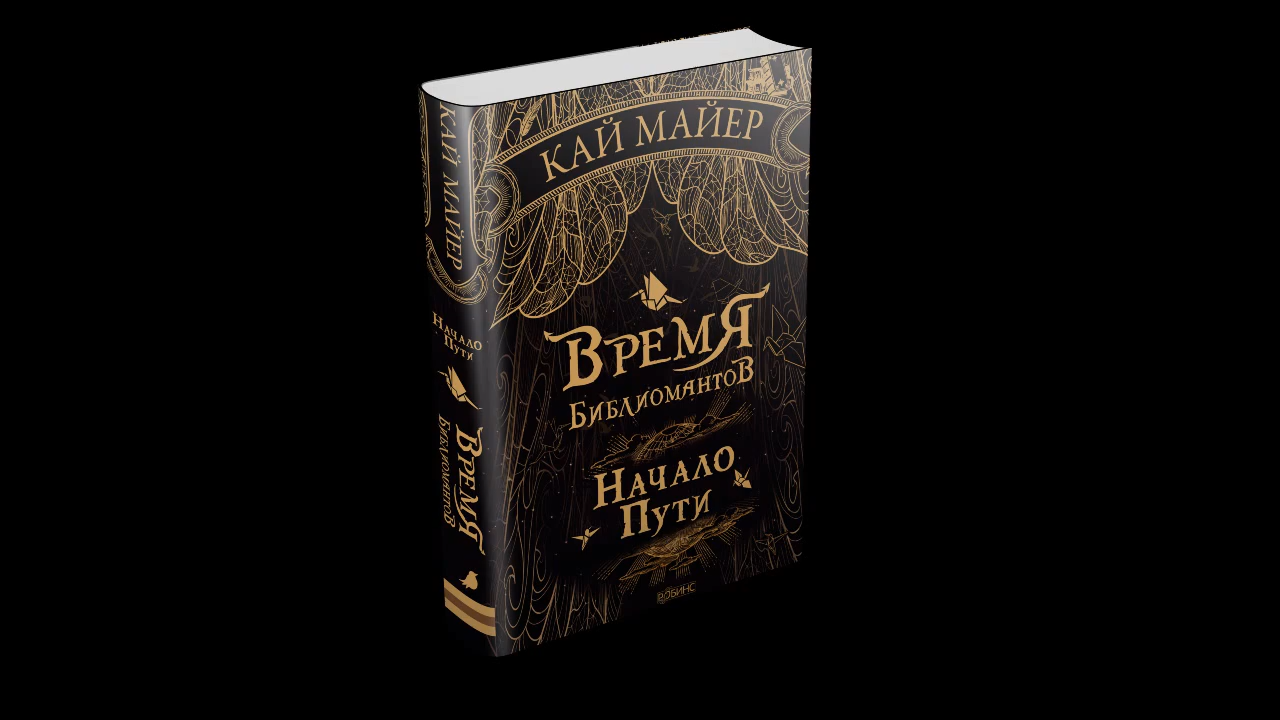 КАЙ МАЙЕР
ВРЕМЯ
БИБЛИОМАНТОВ
НАЧАЛО
ПУТИ
РОБИНС
КАЙ МАЙЕР
НАЧАЛО
ПУТИ
ВРЕМЯ
БИБЛИОМАНТОВ